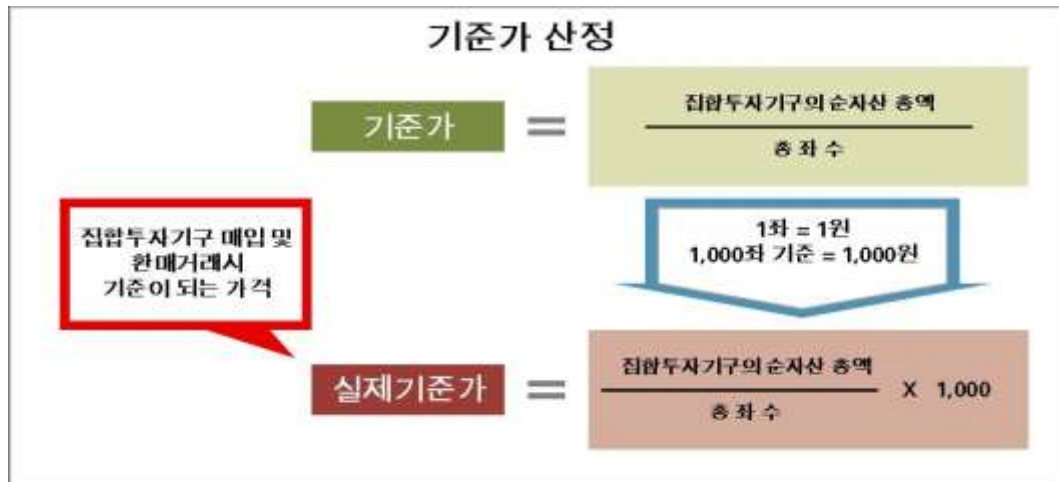 기준가 산정
기준가
=
집합투자기구의 순자산 총액
총 좌 수
집합투자기구 매입 및
환매거래시
기준이 되는 가격
1좌 = 1원
1,000좌 기준 = 1,000원
실제기준가
=
집합투자기구의 순자산 총액
총 좌 수
X 1,000